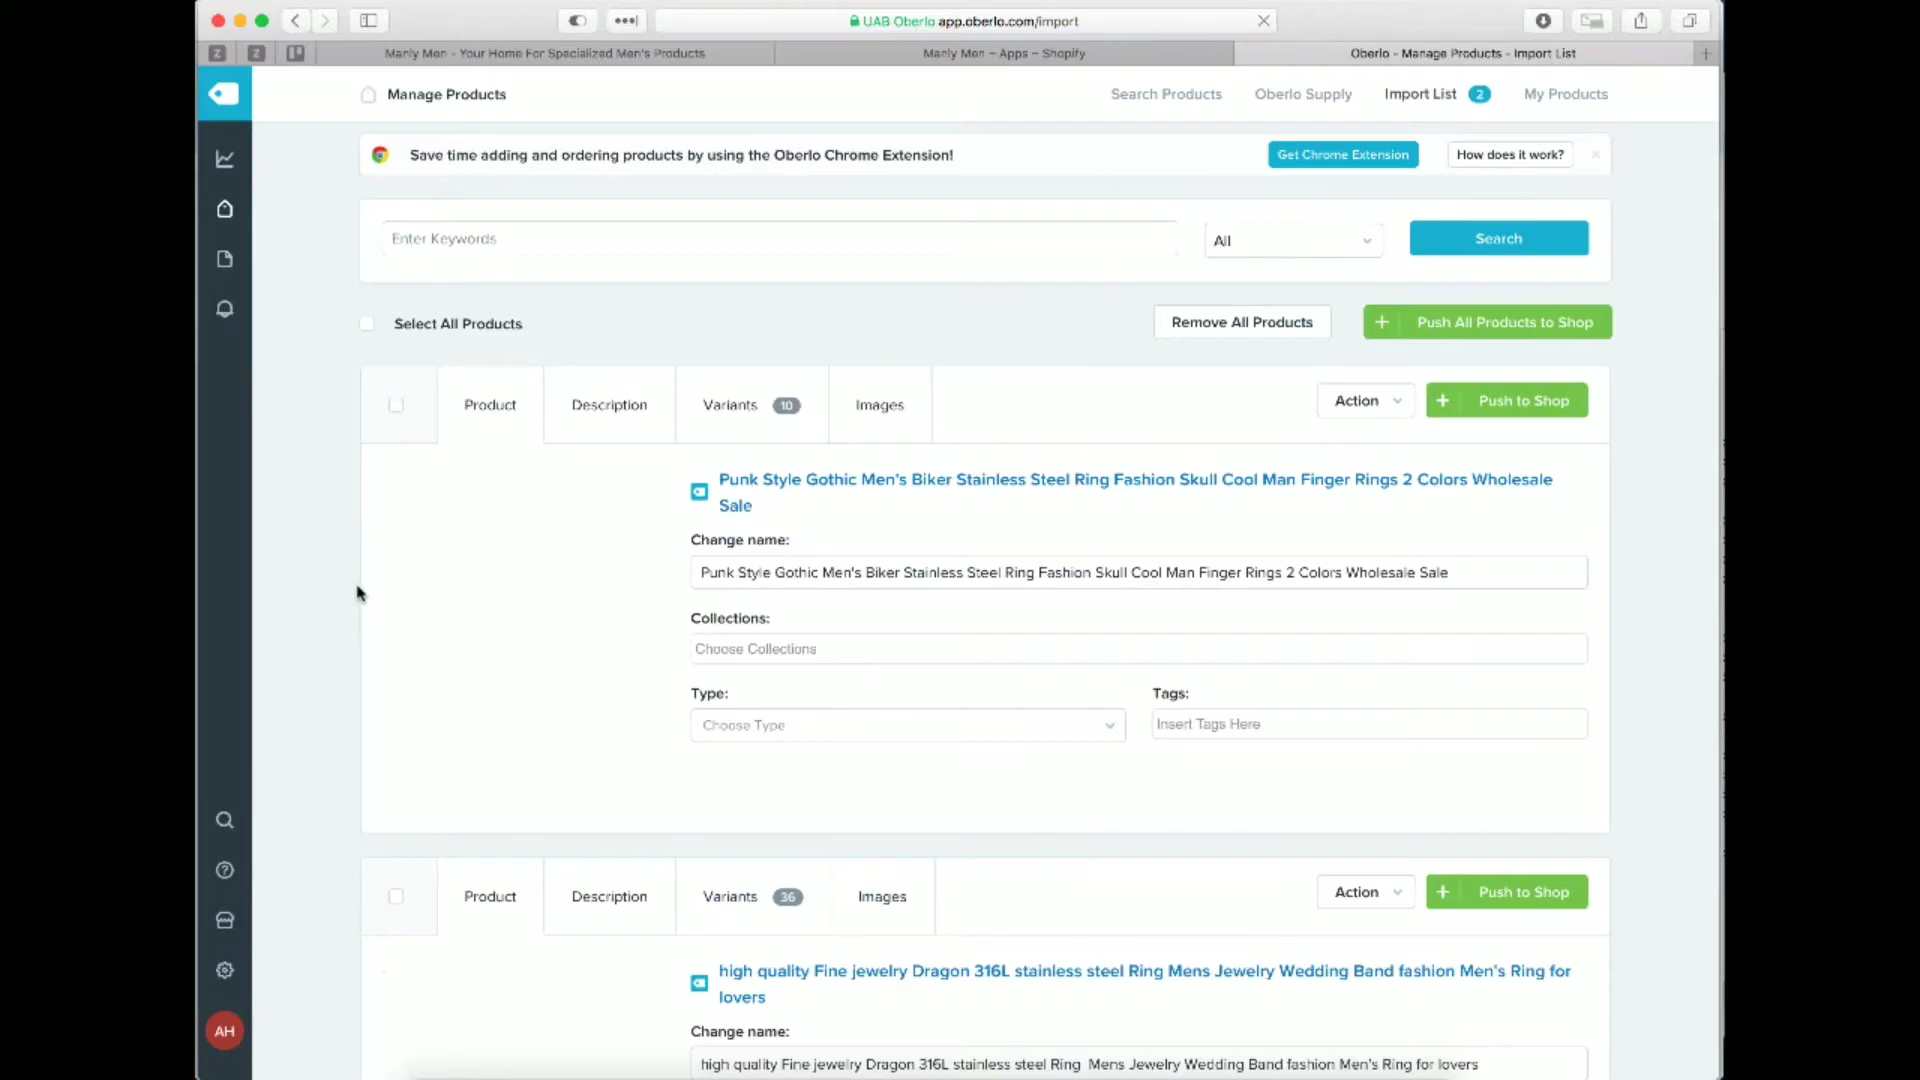 UAB Oberlo app.oberlo.com/import
Z
Z
Manly Men - Your Home For Specialized Men's Products
Manly Men ~ Apps ~ Shopify
Oberlo - Manage Products - Import List
Manage Products
Search Products
Oberlo Supply
Import List 2
My Products
Save time adding and ordering products by using the Oberlo Chrome Extension!
Get Chrome Extension
How does it work?
Enter Keywords
All
Search
Select All Products
Remove All Products
+ Push All Products to Shop
Product
Description
Variants 10
Images
Action
+ Push to Shop
Punk Style Gothic Men's Biker Stainless Steel Ring Fashion Skull Cool Man Finger Rings 2 Colors Wholesale
Sale
Change name:
Punk Style Gothic Men's Biker Stainless Steel Ring Fashion Skull Cool Man Finger Rings 2 Colors Wholesale Sale
Collections:
Choose Collections
Type:
Tags:
Choose Type
Insert Tags Here
Product
Description
Variants 36
Images
Action
+ Push to Shop
high quality Fine jewelry Dragon 316L stainless steel Ring Mens Jewelry Wedding Band fashion Men's Ring for
lovers
Change name:
high quality Fine jewelry Dragon 316L stainless steel Ring  Mens Jewelry Wedding Band fashion Men's Ring for lovers
AH